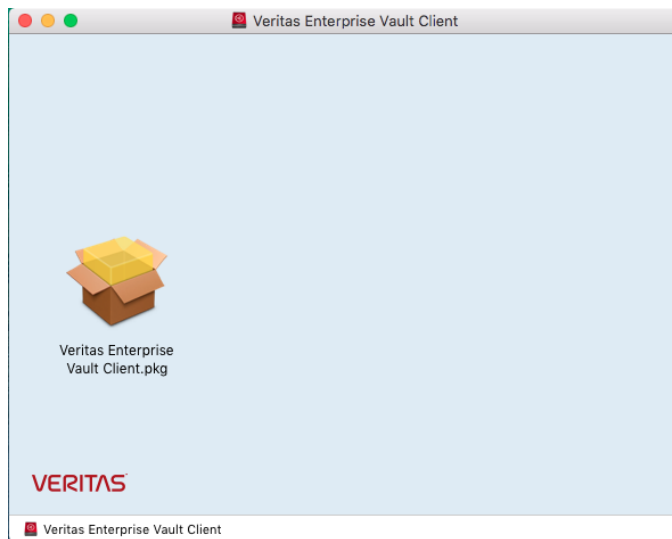 Veritas Enterprise Vault Client
Veritas Enterprise
Vault Client.pkg
VERITAS
Veritas Enterprise Vault Client